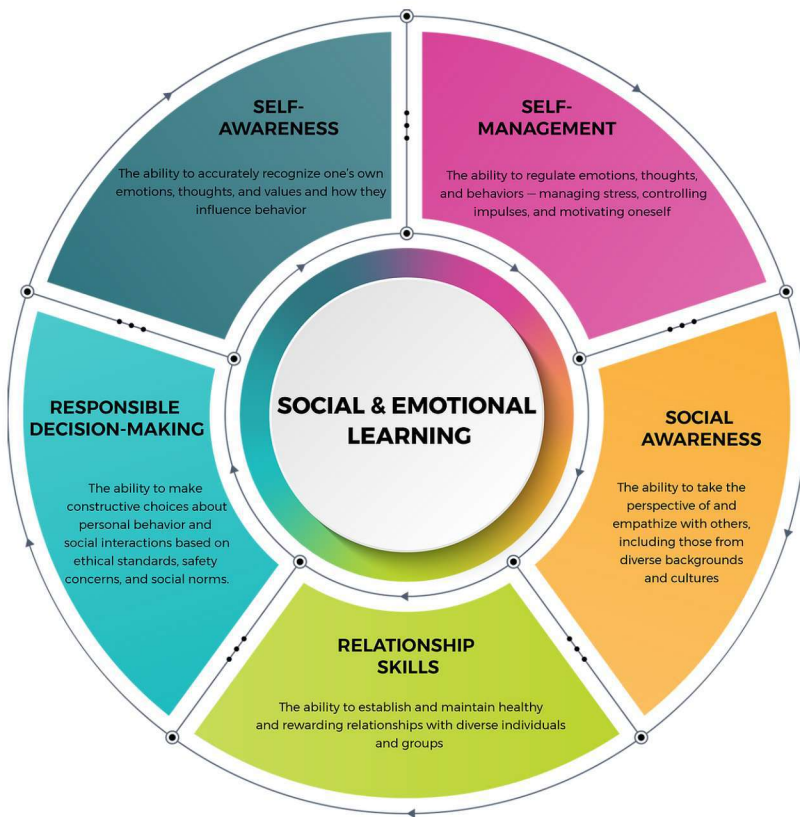 SELF-
AWARENESS
The ability to accurately recognize one's own
emotions, thoughts, and values and how they
influence behavior
SELF-
MANAGEMENT
The ability to regulate emotions, thoughts,
and behaviors — managing stress, controlling
impulses, and motivating oneself
SOCIAL & EMOTIONAL
LEARNING
RESPONSIBLE
DECISION-MAKING
The ability to make
constructive choices about
personal behavior and
social interactions based on
ethical standards, safety
concerns, and social norms.
SOCIAL
AWARENESS
The ability to take the
perspective of and
empathize with others,
including those from
diverse backgrounds
and cultures
RELATIONSHIP
SKILLS
The ability to establish and maintain healthy
and rewarding relationships with diverse individuals
and groups